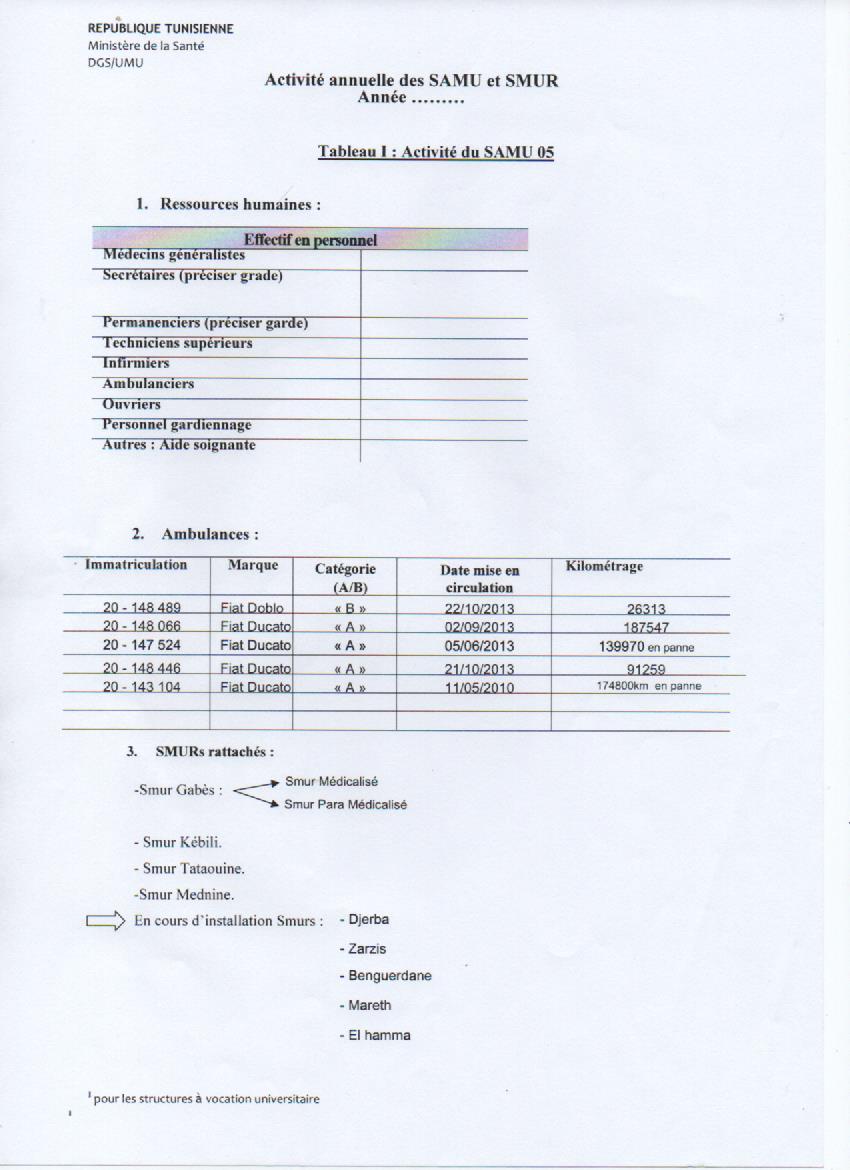 REPUBLIQUE TUNISIENNE
Ministère de la Santé
DGS/UMU
Activité annuelle des SAMU et SMUR
Année .........
Tableau I : Activité du SAMU 05
1. Ressources humaines :
Effectif en personnel
Médecins généralistes
Secrétaires (préciser grade)
Permanenciers (préciser garde)
Techniciens supérieurs
Infirmiers
Ambulanciers
Ouvriers
Personnel gardiennage
Autres : Aide soignante
2. Ambulances :
Immatriculation Marque Catégorie (A/B) Date mise en circulation Kilométrage
20 - 148 489 Fiat Doblo « B » 22/10/2013 26313
20 - 148 066 Fiat Ducato « A » 02/09/2013 187547
20 - 147 524 Fiat Ducato « A » 05/06/2013 139970 en panne
20 - 148 446 Fiat Ducato « A » 21/10/2013 91259
20 - 143 104 Fiat Ducato « A » 11/05/2010 174800km en panne
3. SMURs rattachés :
-Smur Gabès : Smur Médicalisé
Smur Para Médicalisé
- Smur Kébili.
- Smur Tataouine.
-Smur Mednine.
En cours d'installation Smurs : - Djerba
- Zarzis
- Benguerdane
- Mareth
- El hamma
1 pour les structures à vocation universitaire